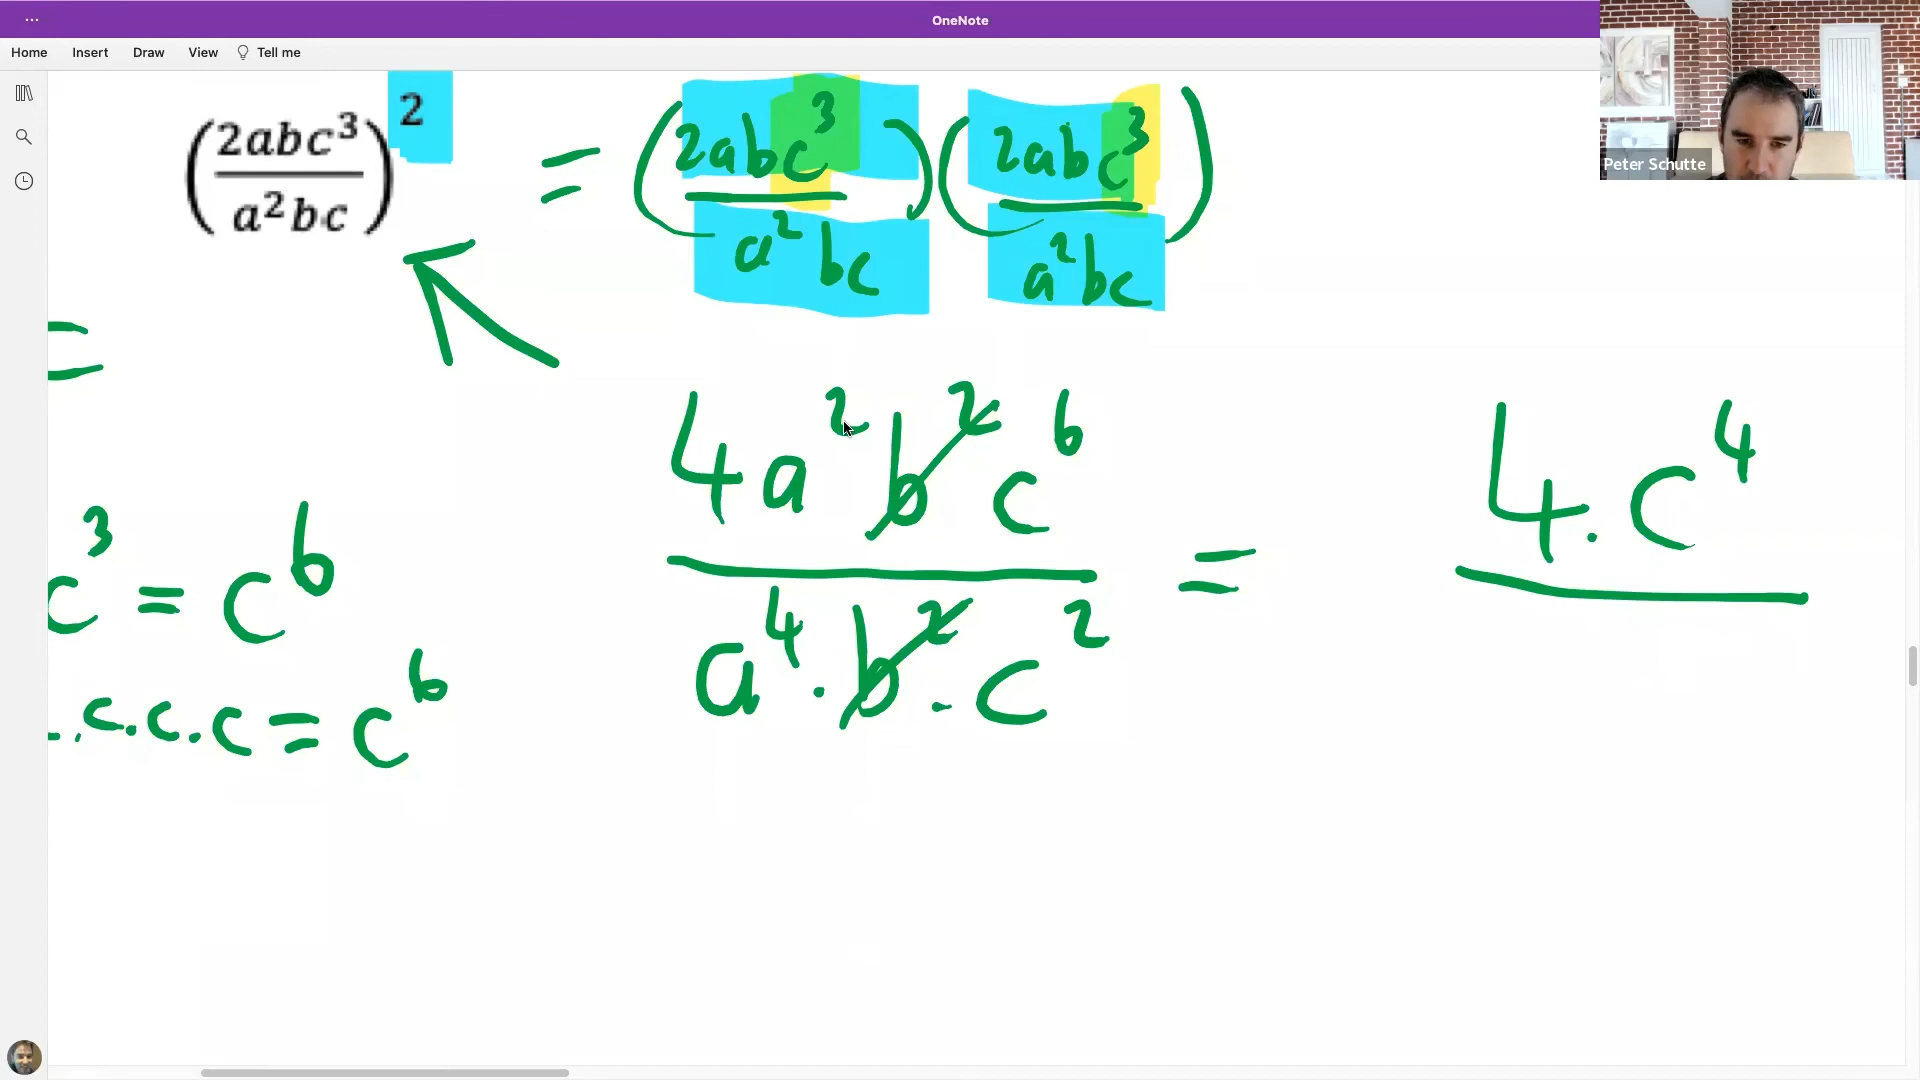 OneNote
Home Insert Draw View Tell me
Peter Schutte
(2abc³/a²bc)² = (2abc³/a²bc)(2abc³/a²bc)
=
4a²b²c⁶/a⁴·b²·c² = 4·c⁴
c³ = c⁶
.c.c.c = c⁶